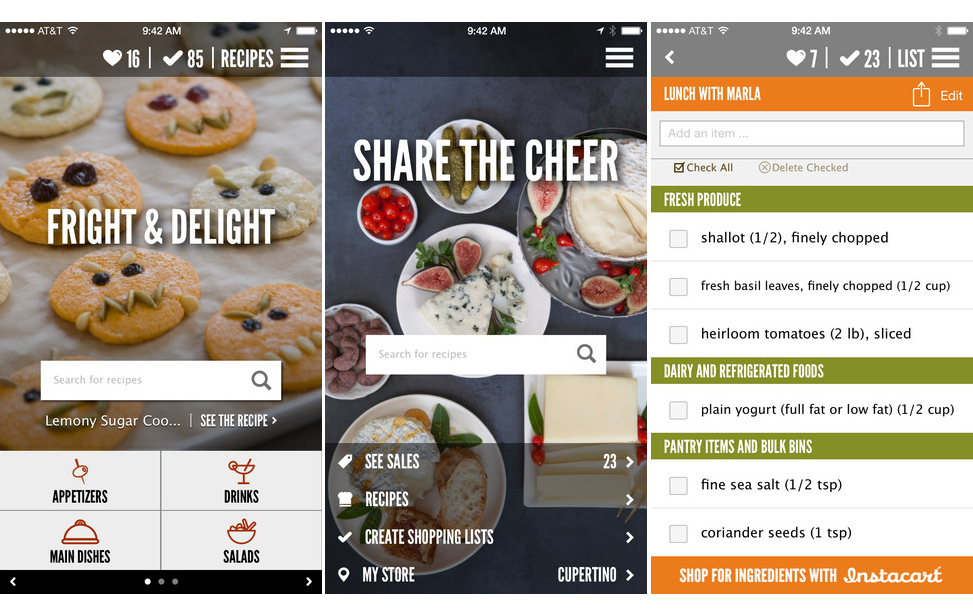 AT&T 9:42 AM
16 | 85 | RECIPES
FRIGHT & DELIGHT
Search for recipes
Lemony Sugar Coo... | SEE THE RECIPE >
APPETIZERS
DRINKS
MAIN DISHES
SALADS
9:42 AM
SHARE THE CHEER
Search for recipes
SEE SALES 23 >
RECIPES >
CREATE SHOPPING LISTS >
MY STORE CUPERTINO >
AT&T 9:42 AM
7 | 23 | LIST
LUNCH WITH MARLA Edit
Add an item ...
Check All Delete Checked
FRESH PRODUCE
shallot (1/2), finely chopped
fresh basil leaves, finely chopped (1/2 cup)
heirloom tomatoes (2 lb), sliced
DAIRY AND REFRIGERATED FOODS
plain yogurt (full fat or low fat) (1/2 cup)
PANTRY ITEMS AND BULK BINS
fine sea salt (1/2 tsp)
coriander seeds (1 tsp)
SHOP FOR INGREDIENTS WITH Instacart